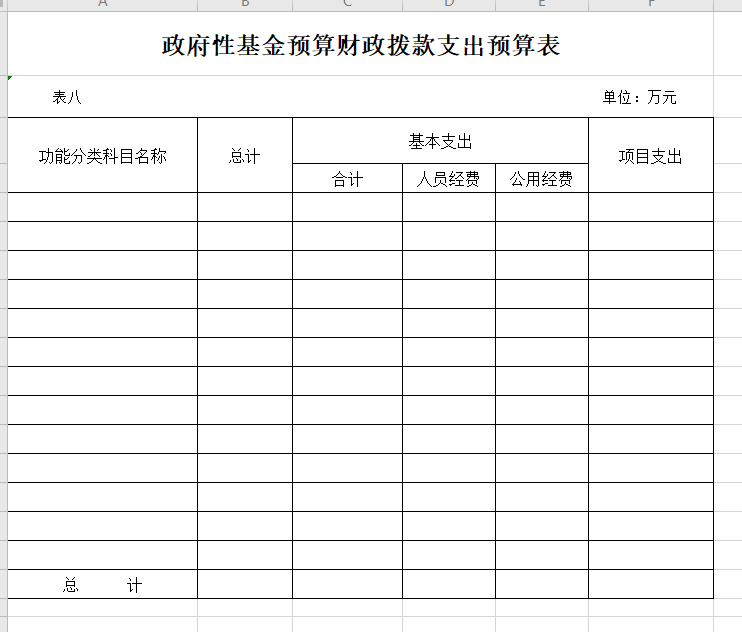 A B C D E F
政府性基金预算财政拨款支出预算表
表八 单位：万元
功能分类科目名称 总计 基本支出 项目支出
合计 人员经费 公用经费
总 计